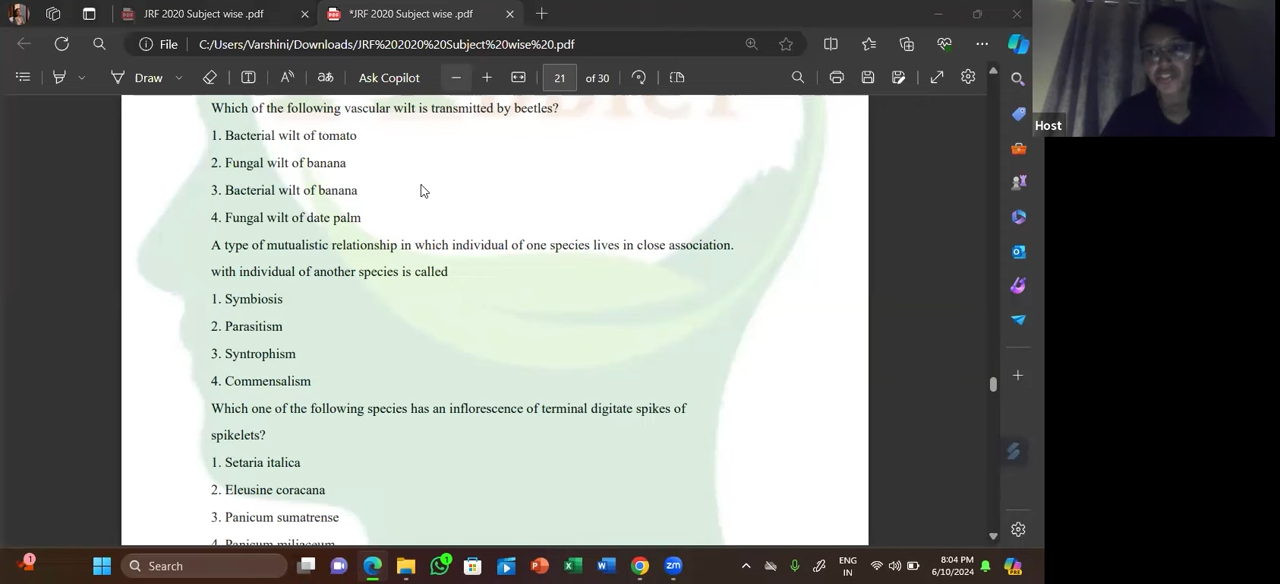 JRF 2020 Subject wise .pdf
*JRF 2020 Subject wise .pdf
File
C:/Users/Varshini/Downloads/JRF%202020%20Subject%20wise%20.pdf
Draw
Ask Copilot
21 of 30
Host
Which of the following vascular wilt is transmitted by beetles?
1. Bacterial wilt of tomato
2. Fungal wilt of banana
3. Bacterial wilt of banana
4. Fungal wilt of date palm
A type of mutualistic relationship in which individual of one species lives in close association.
with individual of another species is called
1. Symbiosis
2. Parasitism
3. Syntrophism
4. Commensalism
Which one of the following species has an inflorescence of terminal digitate spikes of
spikelets?
1. Setaria italica
2. Eleusine coracana
3. Panicum sumatrense
4. Panicum miliaceum
1
Search
1
zm
ENG
IN
8:04 PM
6/10/2024